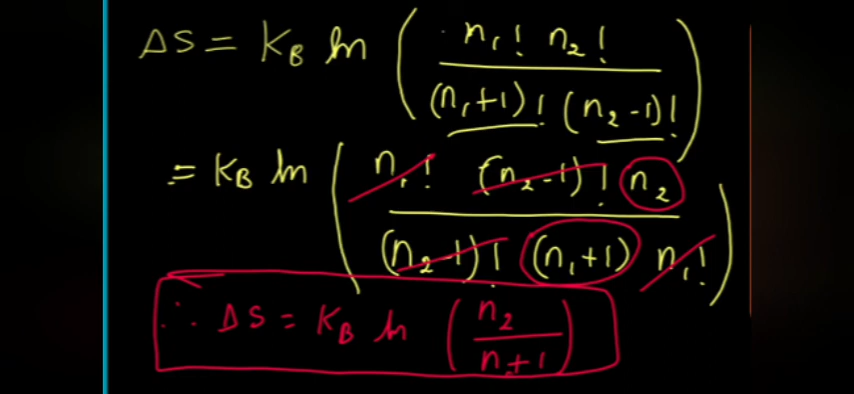 ΔS = K_B ln ( n₁! n₂! / (n₁+1)! (n₂-1)! )
= K_B ln ( n₁! (n₂-1)! n₂ / (n₂-1)! (n₁+1) n₁! )
∴ ΔS = K_B ln ( n₂ / n₁+1 )